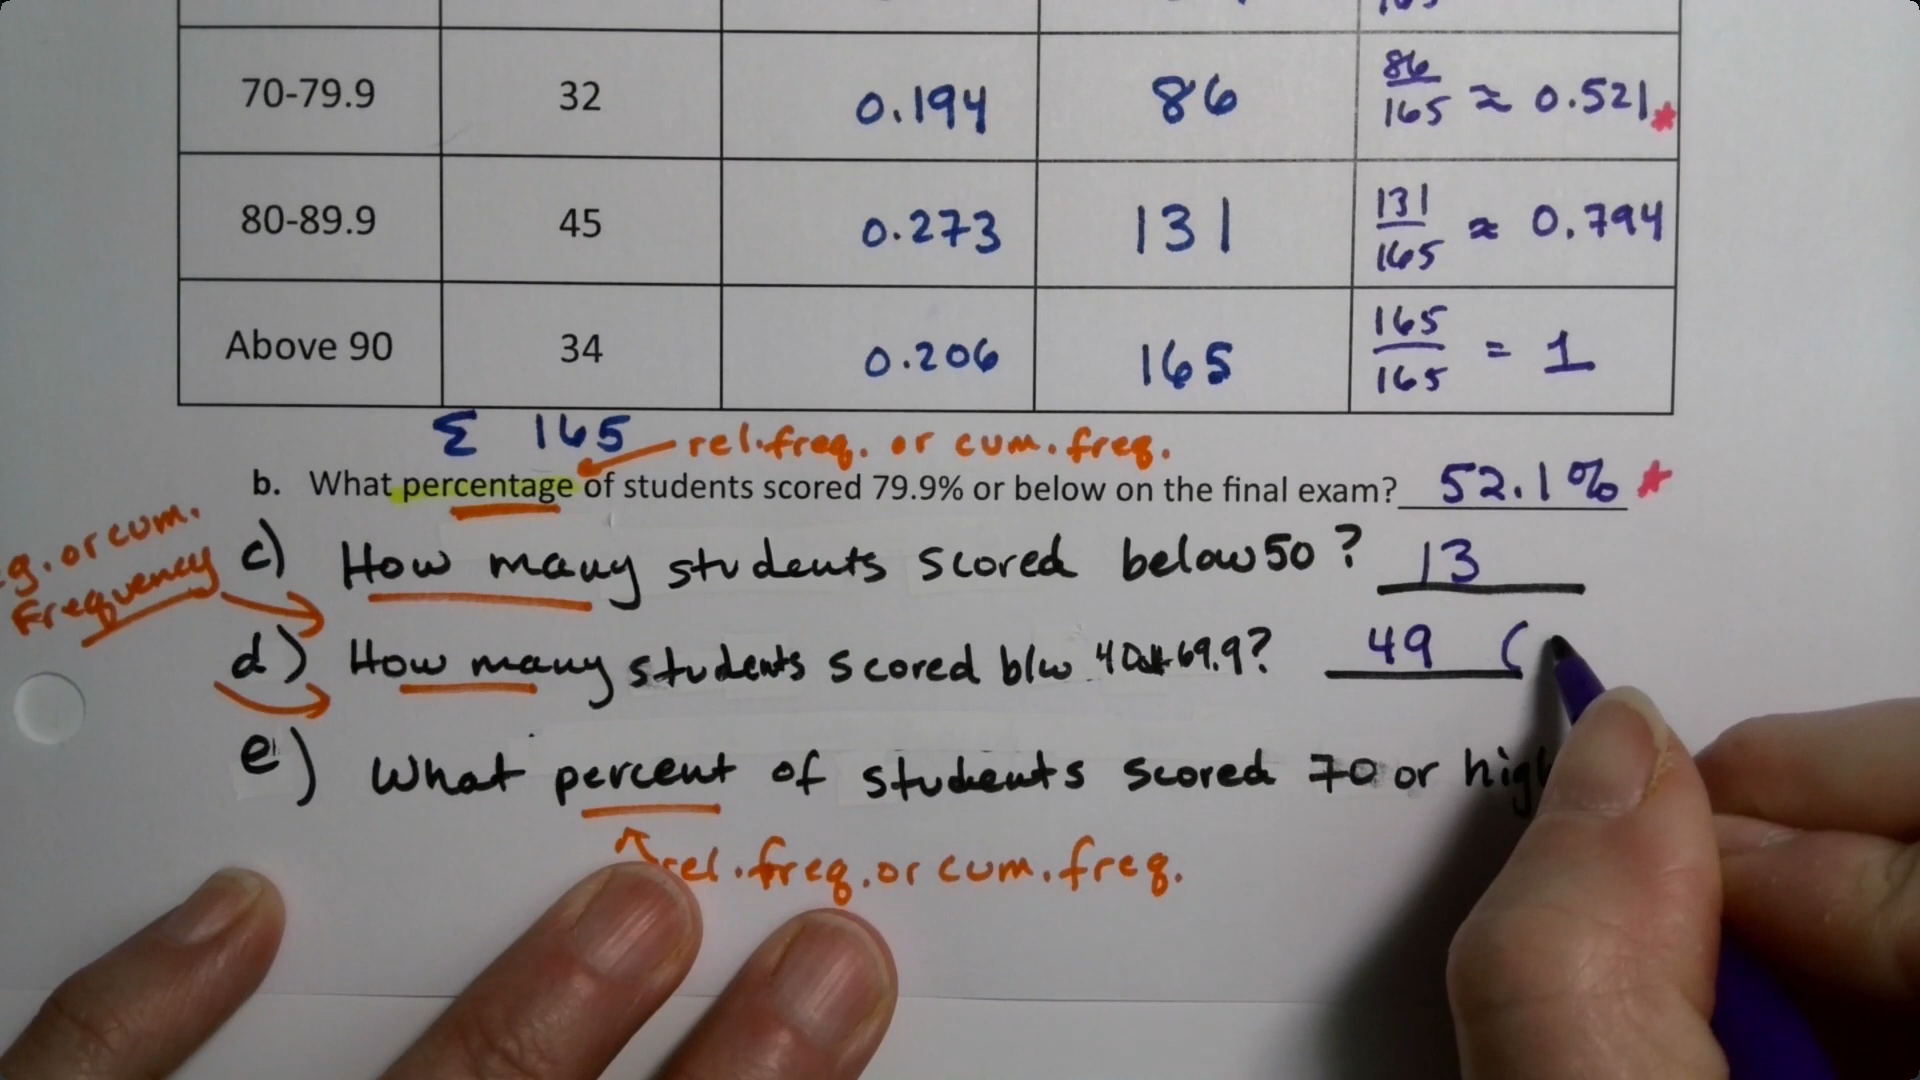 70-79.9 32 0.194 86 86/165 ≈ 0.521 *
80-89.9 45 0.273 131 131/165 ≈ 0.794
Above 90 34 0.206 165 165/165 = 1
Σ 165 rel.freq. or cum.freq.
b. What percentage of students scored 79.9% or below on the final exam? 52.1% *
g. or cum.
Frequency
c) How many students scored below 50? 13
d) How many students scored b/w 40 69.9? 49 (
e) What percent of students scored 70 or hig
rel.freq. or cum.freq.